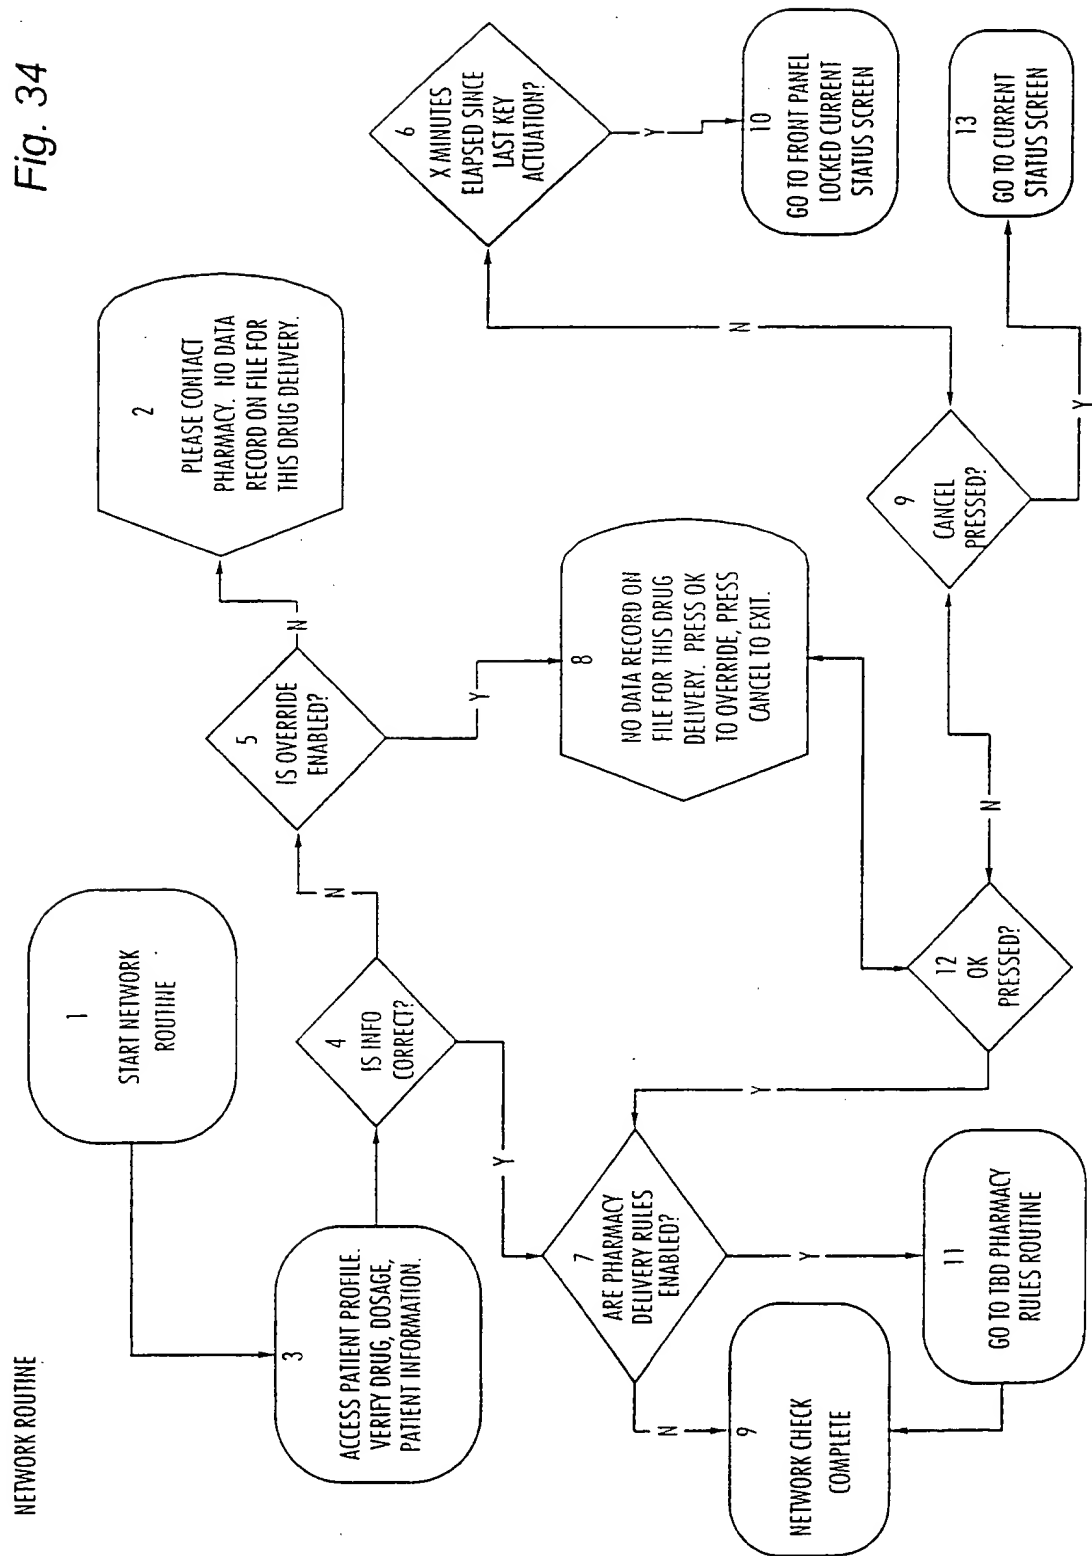 NETWORK ROUTINE
Fig. 34
1
START NETWORK
ROUTINE
3
ACCESS PATIENT PROFILE.
VERIFY DRUG, DOSAGE,
PATIENT INFORMATION.
4
IS INFO
CORRECT?
N
Y
5
IS OVERRIDE
ENABLED?
N
Y
2
PLEASE CONTACT
PHARMACY. NO DATA
RECORD ON FILE FOR
THIS DRUG DELIVERY.
8
NO DATA RECORD ON
FILE FOR THIS DRUG
DELIVERY. PRESS OK
TO OVERRIDE, PRESS
CANCEL TO EXIT.
7
ARE PHARMACY
DELIVERY RULES
ENABLED?
N
Y
9
NETWORK CHECK
COMPLETE
11
GO TO TBD PHARMACY
RULES ROUTINE
12
OK
PRESSED?
Y
N
9
CANCEL
PRESSED?
N
Y
6
X MINUTES
ELAPSED SINCE
LAST KEY
ACTUATION?
Y
10
GO TO FRONT PANEL
LOCKED CURRENT
STATUS SCREEN
13
GO TO CURRENT
STATUS SCREEN